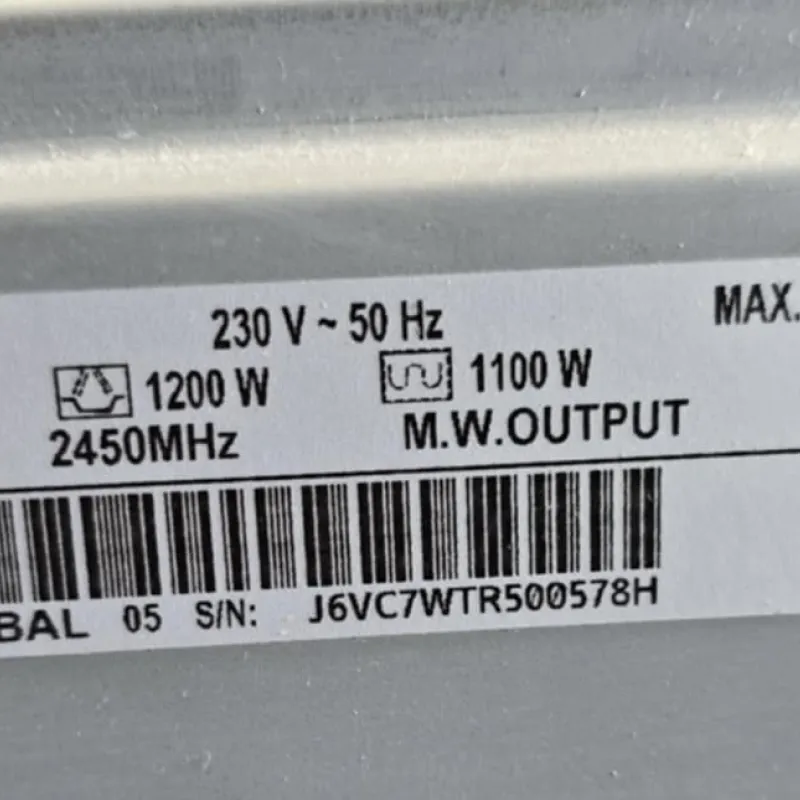 230 V ~ 50 Hz
MAX.
1200 W
1100 W
2450MHz
M.W.OUTPUT
BAL 05 S/N: J6VC7WTR500578H